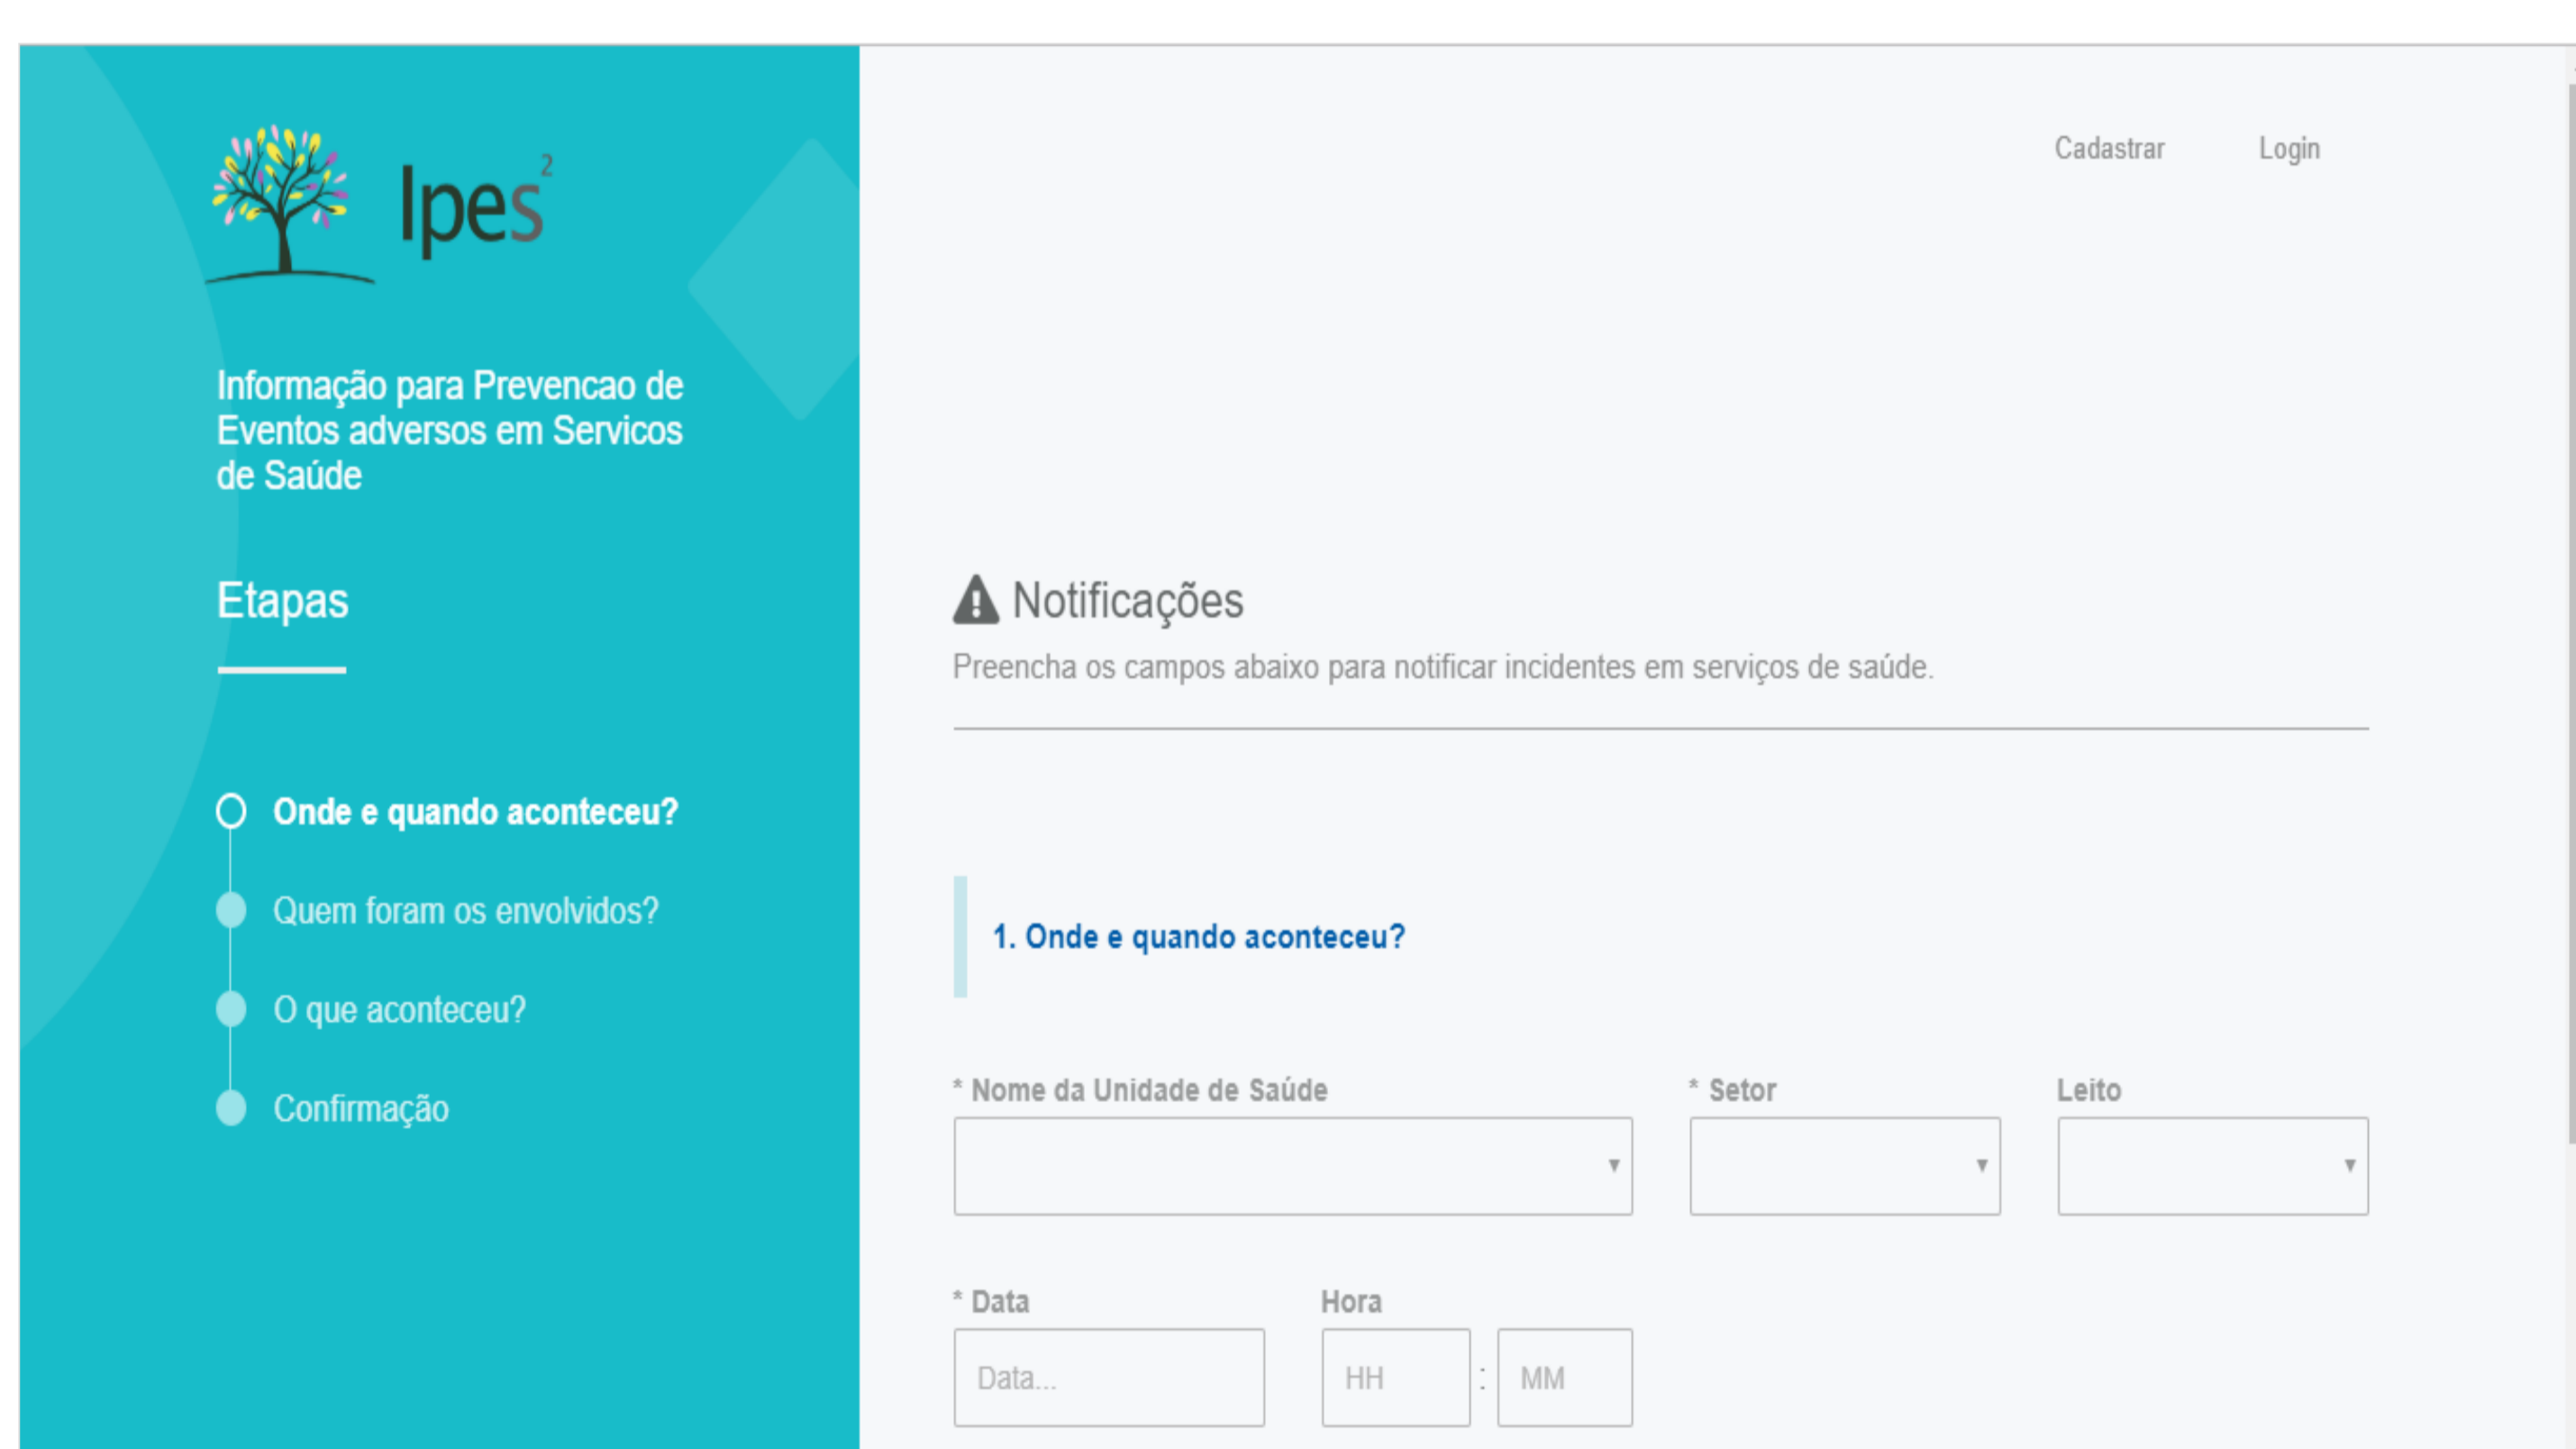 Ipes²
Informação para Prevencao de
Eventos adversos em Servicos
de Saúde
Etapas
Onde e quando aconteceu?
Quem foram os envolvidos?
O que aconteceu?
Confirmação
Cadastrar Login
Notificações
Preencha os campos abaixo para notificar incidentes em serviços de saúde.
1. Onde e quando aconteceu?
* Nome da Unidade de Saúde * Setor Leito
* Data Hora
Data... HH : MM